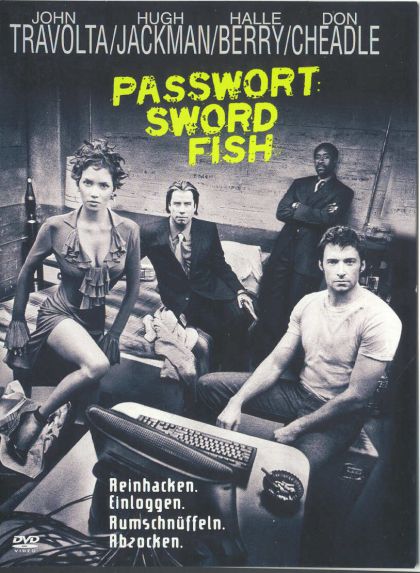 JOHN HUGH HALLE DON
TRAVOLTA/JACKMAN/BERRY/CHEADLE
PASSWORT:
SWORD
FISH
Reinhacken.
Einloggen.
Rumschnüffeln.
Abzocken.
DVD
VIDEO